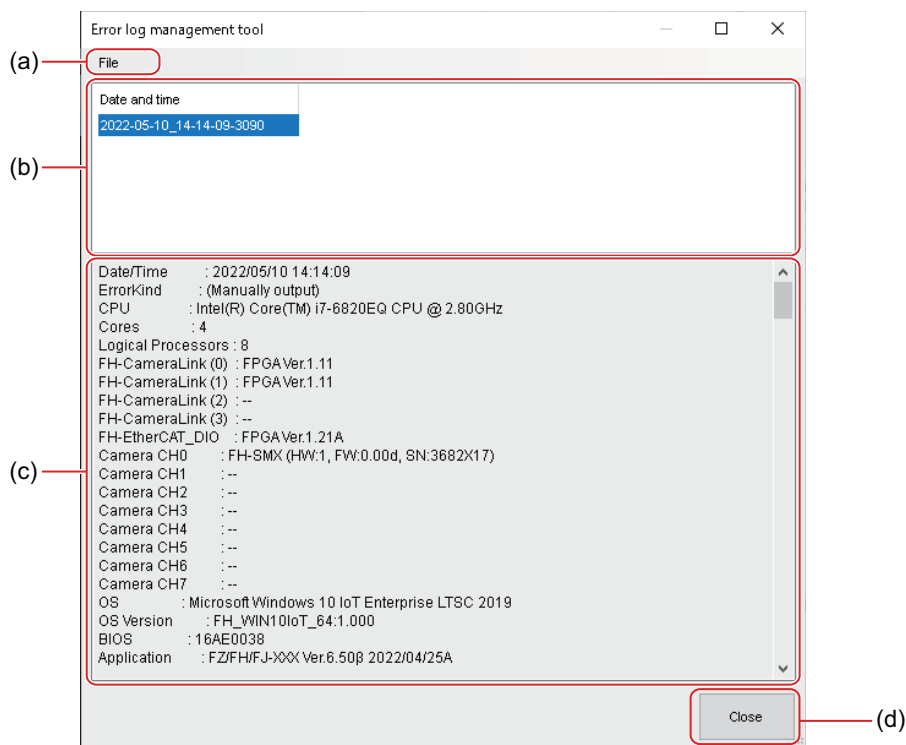 Error log management tool
(a)
File
Date and time
2022-05-10_14-14-09-3090
(b)
Date/Time : 2022/05/10 14:14:09
ErrorKind : (Manually output)
CPU : Intel(R) Core(TM) i7-6820EQ CPU @ 2.80GHz
Cores : 4
Logical Processors : 8
FH-CameraLink (0) : FPGA Ver.1.11
FH-CameraLink (1) : FPGA Ver.1.11
FH-CameraLink (2) : --
FH-CameraLink (3) : --
FH-EtherCAT_DIO : FPGA Ver.1.21A
Camera CH0 : FH-SMX (HW:1, FW:0.00d, SN:3682X17)
(c)
Camera CH1 : --
Camera CH2 : --
Camera CH3 : --
Camera CH4 : --
Camera CH5 : --
Camera CH6 : --
Camera CH7 : --
OS : Microsoft Windows 10 IoT Enterprise LTSC 2019
OS Version : FH_WIN10IoT_64:1.000
BIOS : 16AE0038
Application : FZ/FH/FJ-XXX Ver.6.50β 2022/04/25A
Close
(d)